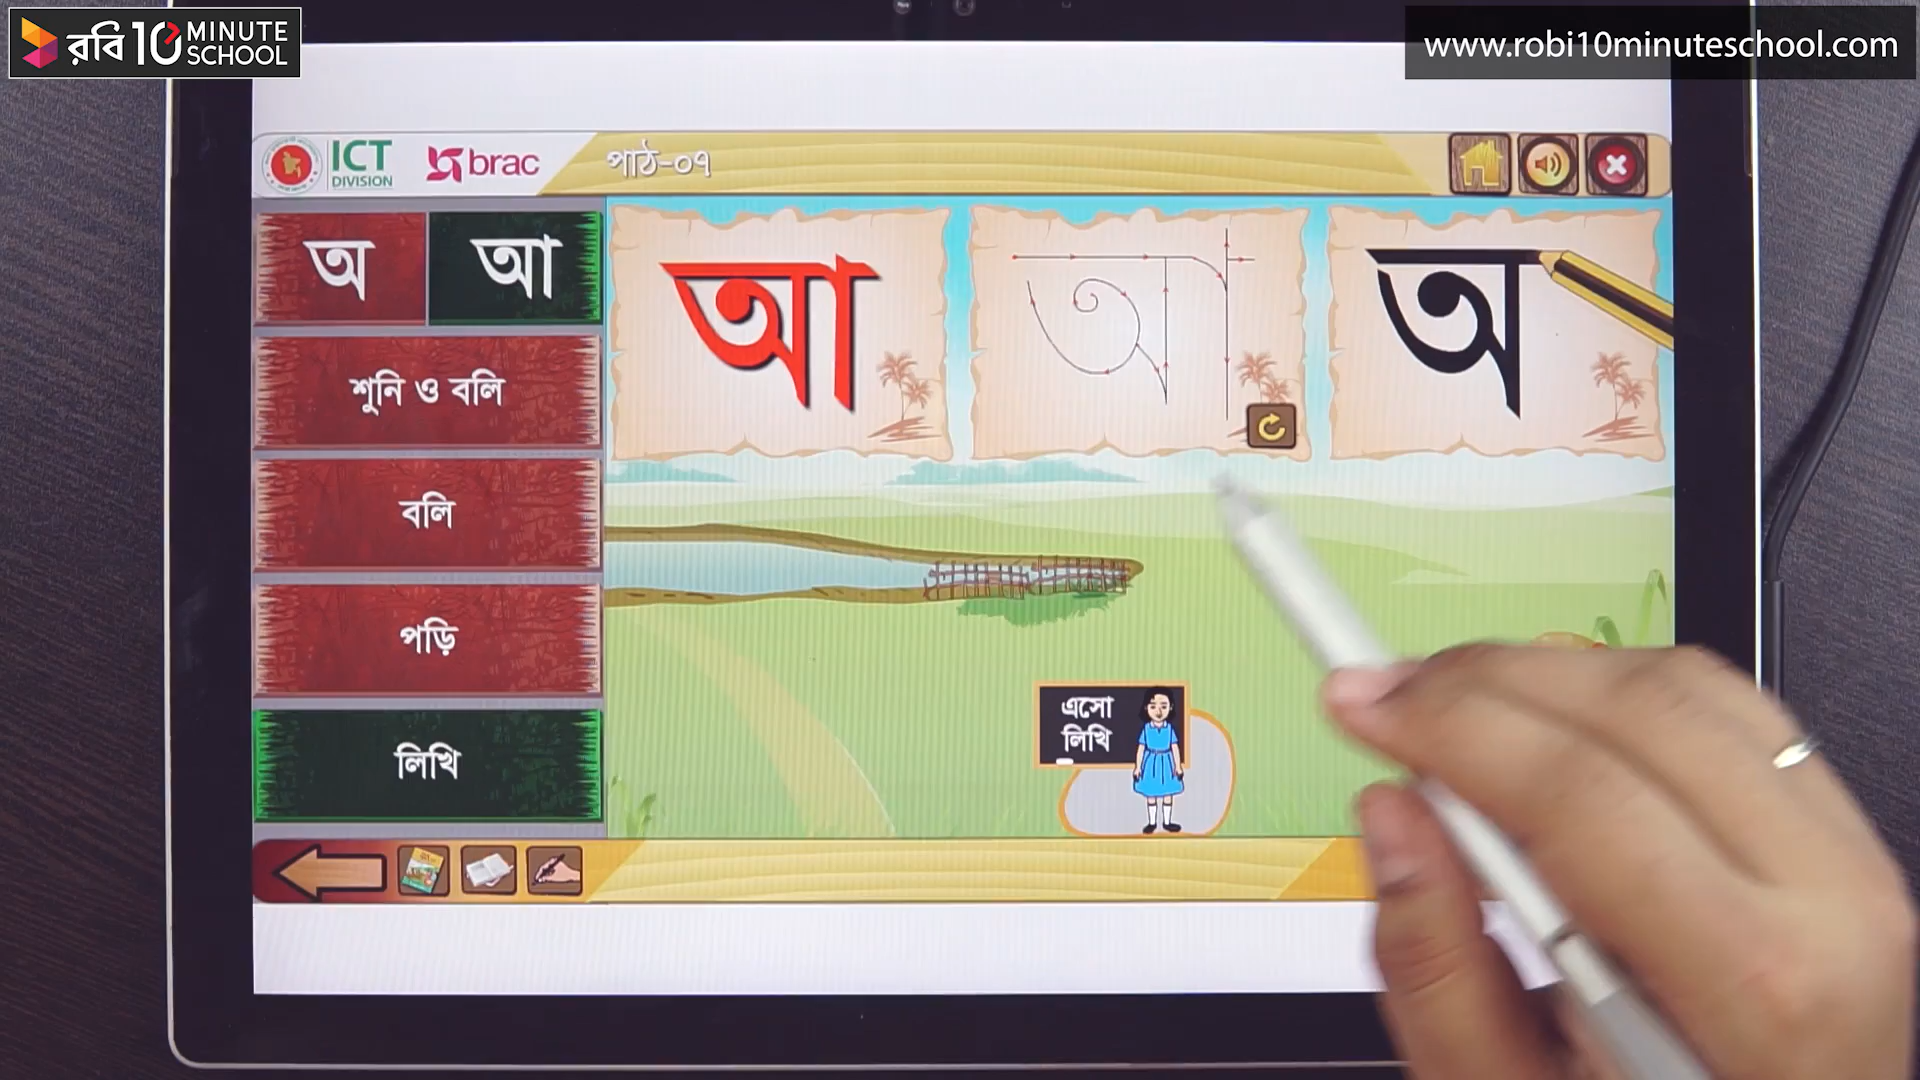 রবি 10 MINUTE SCHOOL
www.robi10minuteschool.com
ICT DIVISION
brac
পাঠ-০৭
অ
আ
আ
আ
অ
শুনি ও বলি
বলি
পড়ি
লিখি
এসো
লিখি